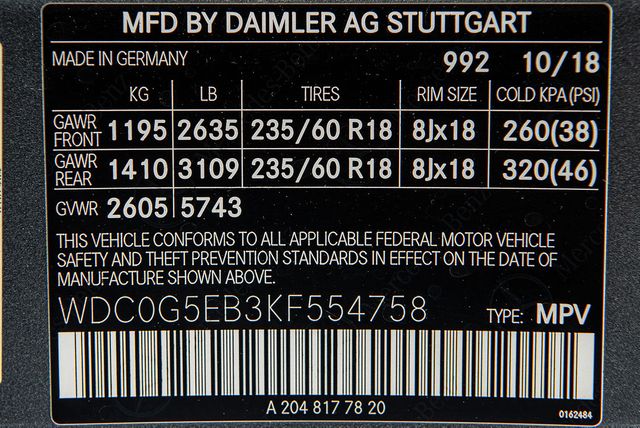 MFD BY DAIMLER AG STUTTGART
MADE IN GERMANY 992 10/18
KG LB TIRES RIM SIZE COLD KPA (PSI)
GAWR FRONT 1195 2635 235/60 R18 8Jx18 260(38)
GAWR REAR 1410 3109 235/60 R18 8Jx18 320(46)
GVWR 2605 5743
THIS VEHICLE CONFORMS TO ALL APPLICABLE FEDERAL MOTOR VEHICLE
SAFETY AND THEFT PREVENTION STANDARDS IN EFFECT ON THE DATE OF
MANUFACTURE SHOWN ABOVE.
WDC0G5EB3KF554758 TYPE: MPV
A 204 817 78 20
0162484